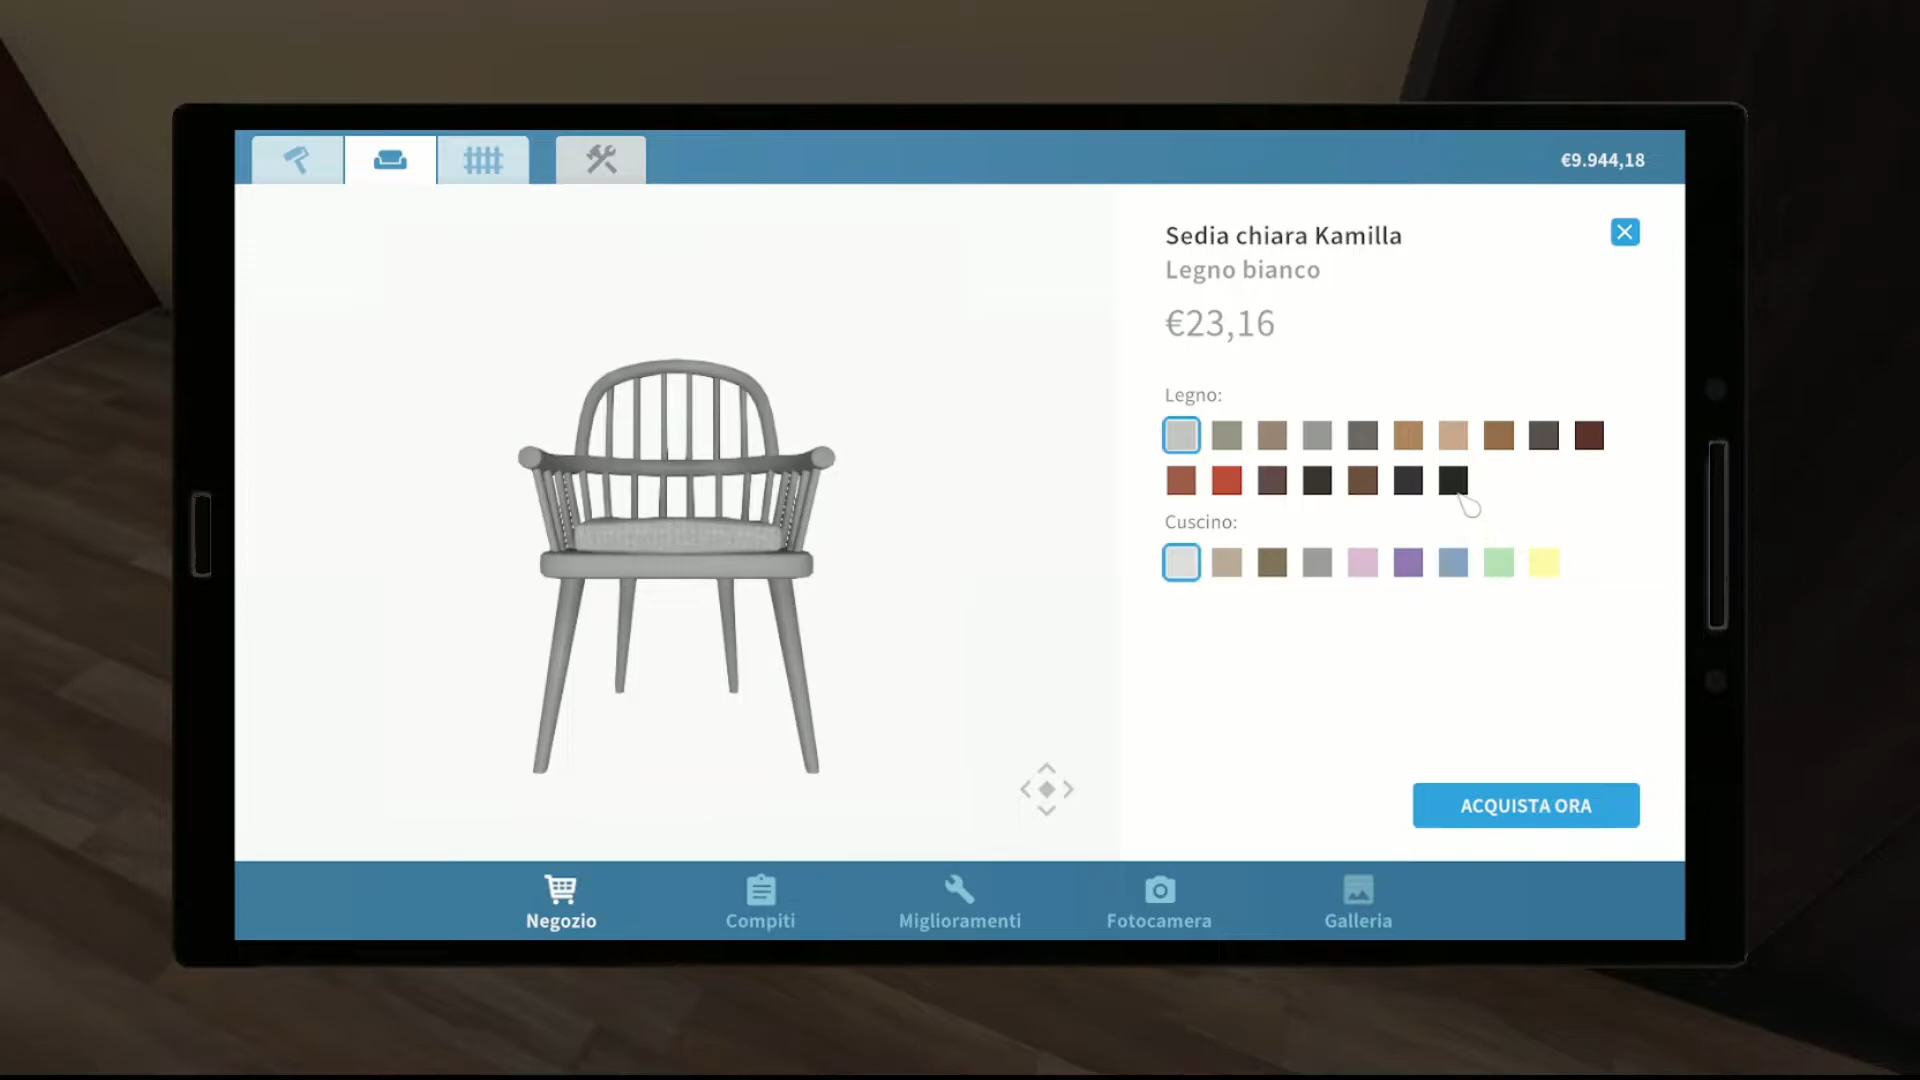 €9.944,18
Sedia chiara Kamilla
Legno bianco
€23,16
Legno:
Cuscino:
ACQUISTA ORA
Negozio
Compiti
Miglioramenti
Fotocamera
Galleria